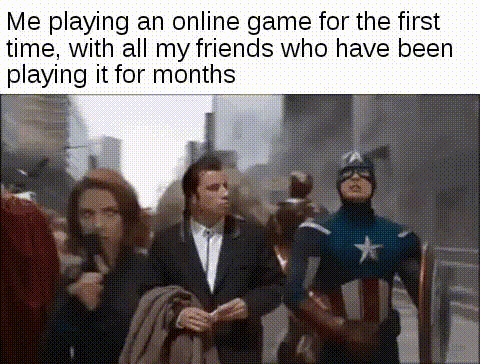 Me playing an online game for the first
time, with all my friends who have been
playing it for months